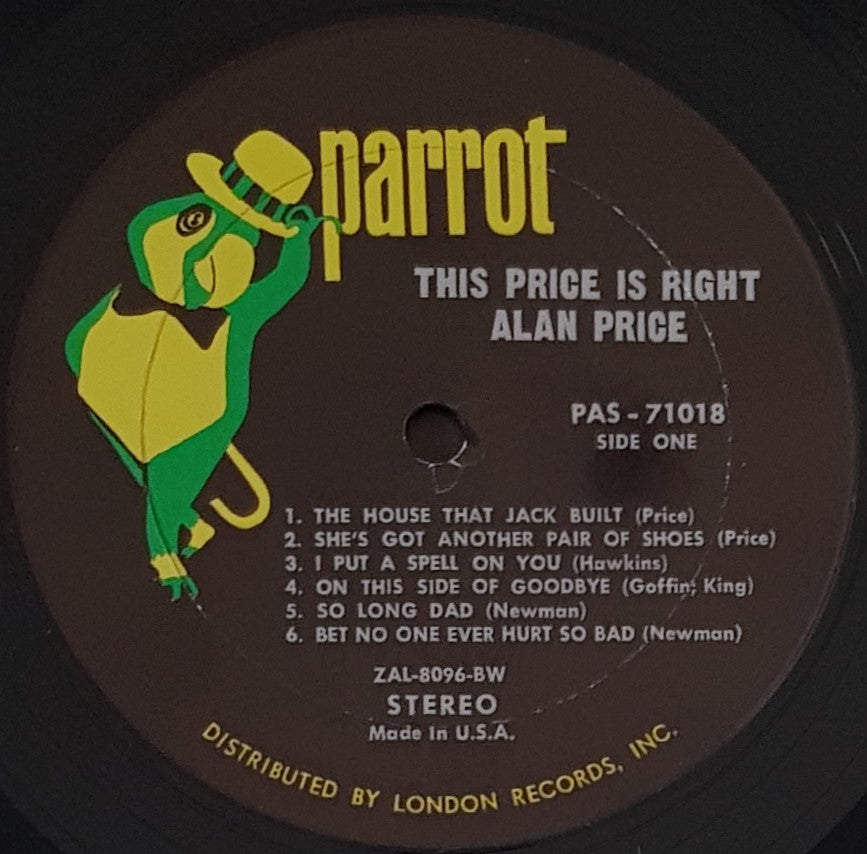 parrot
THIS PRICE IS RIGHT
ALAN PRICE
PAS - 71018
SIDE ONE
1. THE HOUSE THAT JACK BUILT (Price)
2. SHE'S GOT ANOTHER PAIR OF SHOES (Price)
3. I PUT A SPELL ON YOU (Hawkins)
4. ON THIS SIDE OF GOODBYE (Goffin; King)
5. SO LONG DAD (Newman)
6. BET NO ONE EVER HURT SO BAD (Newman)
ZAL-8096-BW
STEREO
Made In U.S.A.
DISTRIBUTED BY LONDON RECORDS, INC.